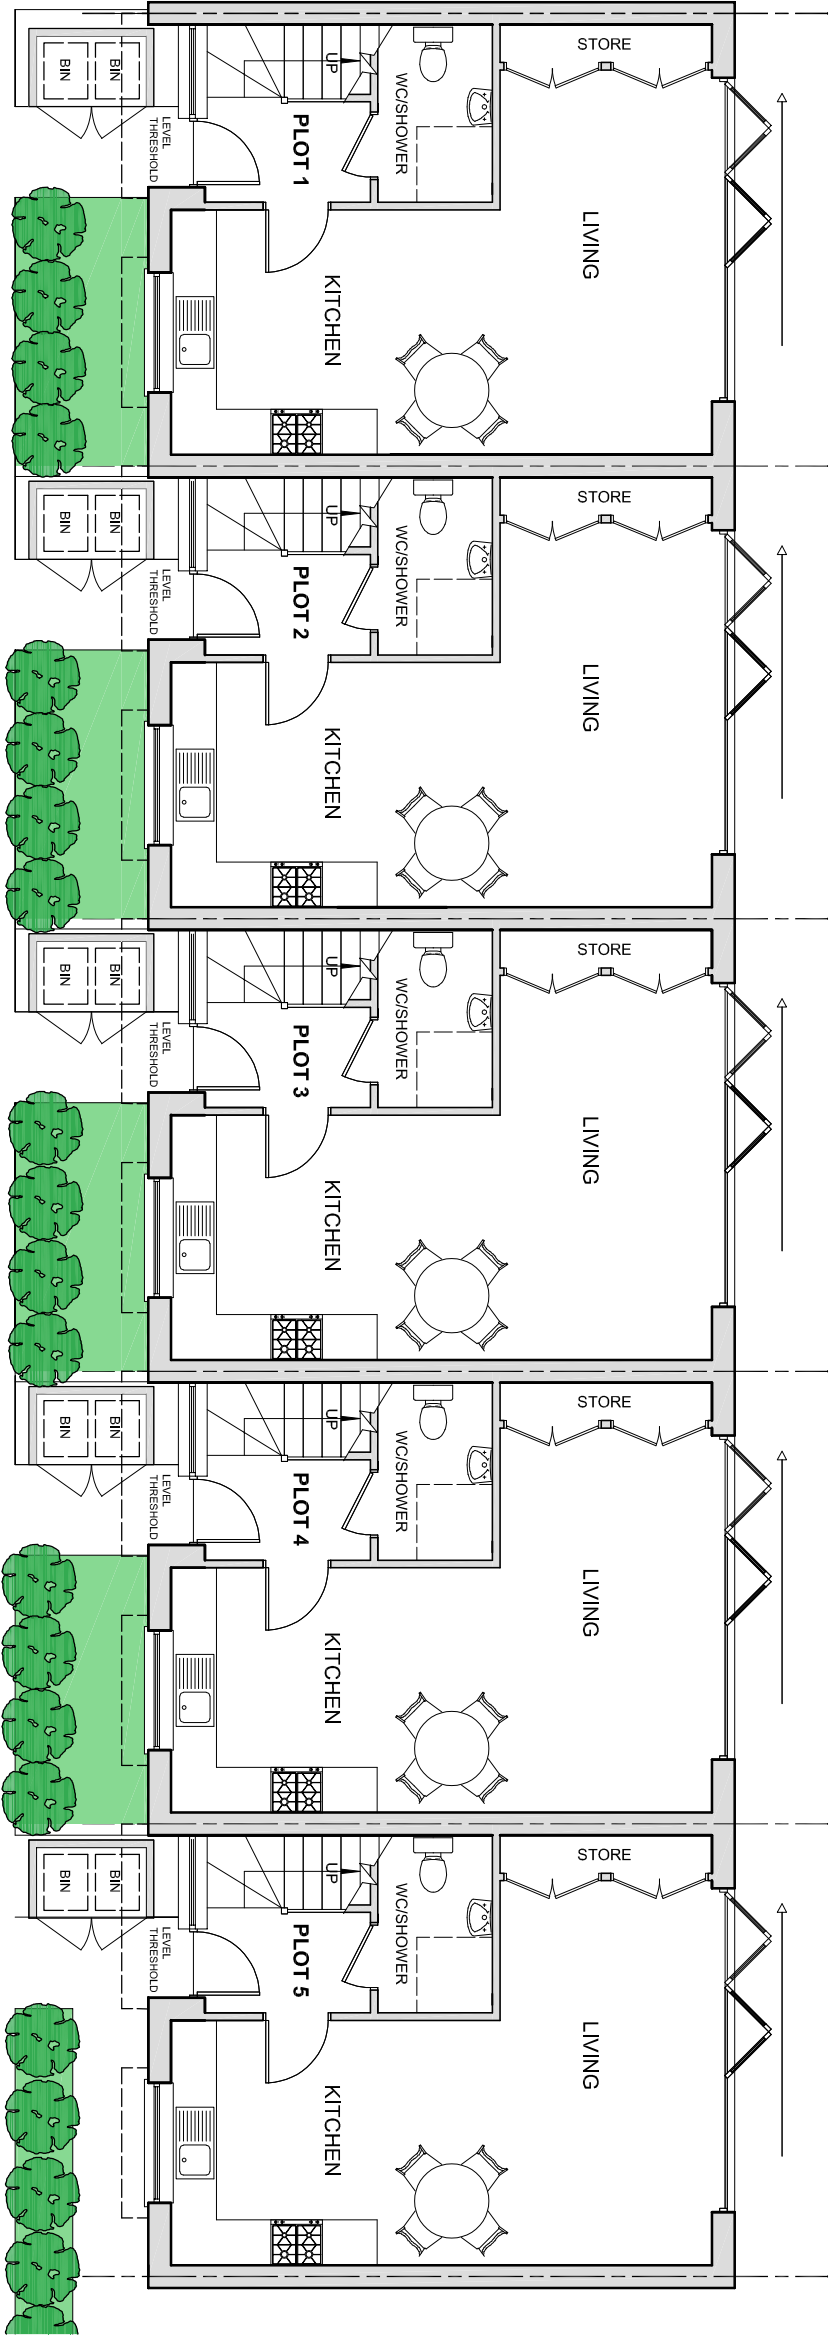 STORE
BIN
BIN
UP
WC/SHOWER
LEVEL
THRESHOLD
PLOT 1
LIVING
KITCHEN
STORE
BIN
BIN
UP
WC/SHOWER
LEVEL
THRESHOLD
PLOT 2
LIVING
KITCHEN
STORE
BIN
BIN
UP
WC/SHOWER
LEVEL
THRESHOLD
PLOT 3
LIVING
KITCHEN
STORE
BIN
BIN
UP
WC/SHOWER
LEVEL
THRESHOLD
PLOT 4
LIVING
KITCHEN
STORE
BIN
BIN
UP
WC/SHOWER
LEVEL
THRESHOLD
PLOT 5
LIVING
KITCHEN